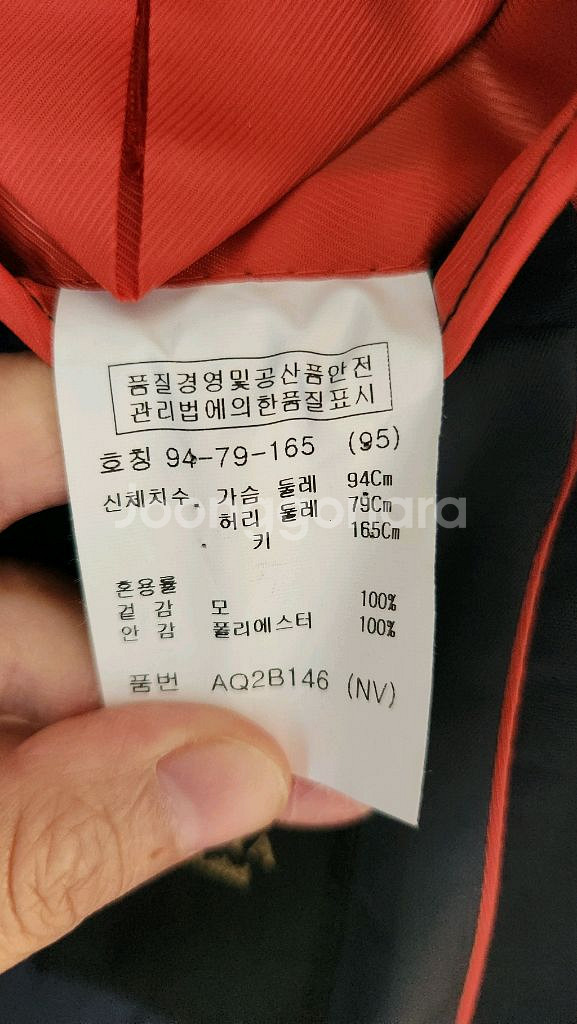 품질경영및공산품안전
관리법에의한품질표시
호칭 94-79-165 (95)
신체치수. 가슴 둘레 94Cm
허리 둘레 79Cm
키 165Cm
혼용률
겉 감 모 100%
안 감 폴리에스터 100%
품번 AQ2B146 (NV)
Joonggonara